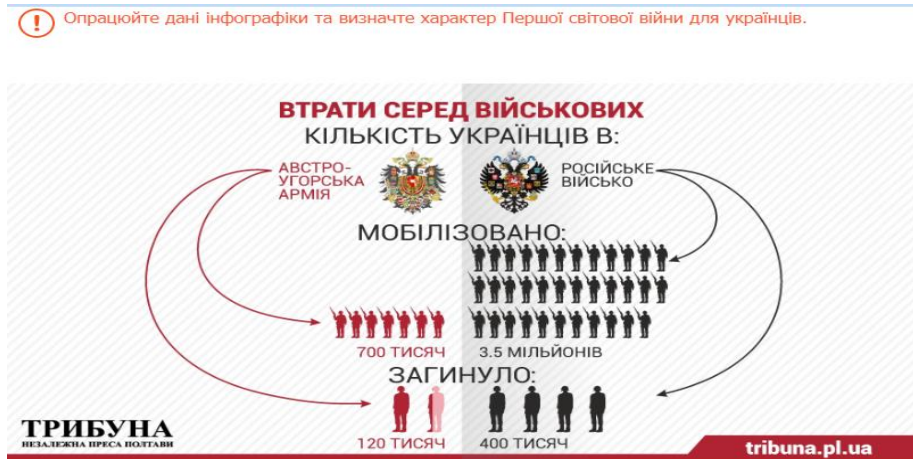 ! Опрацюйте дані інфографіки та визначте характер Першої світової війни для українців.
ВТРАТИ СЕРЕД ВІЙСЬКОВИХ
КІЛЬКІСТЬ УКРАЇНЦІВ В:
АВСТРО-
УГОРСЬКА
АРМІЯ
РОСІЙСЬКЕ
ВІЙСЬКО
МОБІЛІЗОВАНО:
700 ТИСЯЧ
3.5 МІЛЬЙОНІВ
ЗАГИНУЛО:
120 ТИСЯЧ
400 ТИСЯЧ
ТРИБУНА
НЕЗАЛЕЖНА ПРЕСА ПОЛТАВИ
tribuna.pl.ua